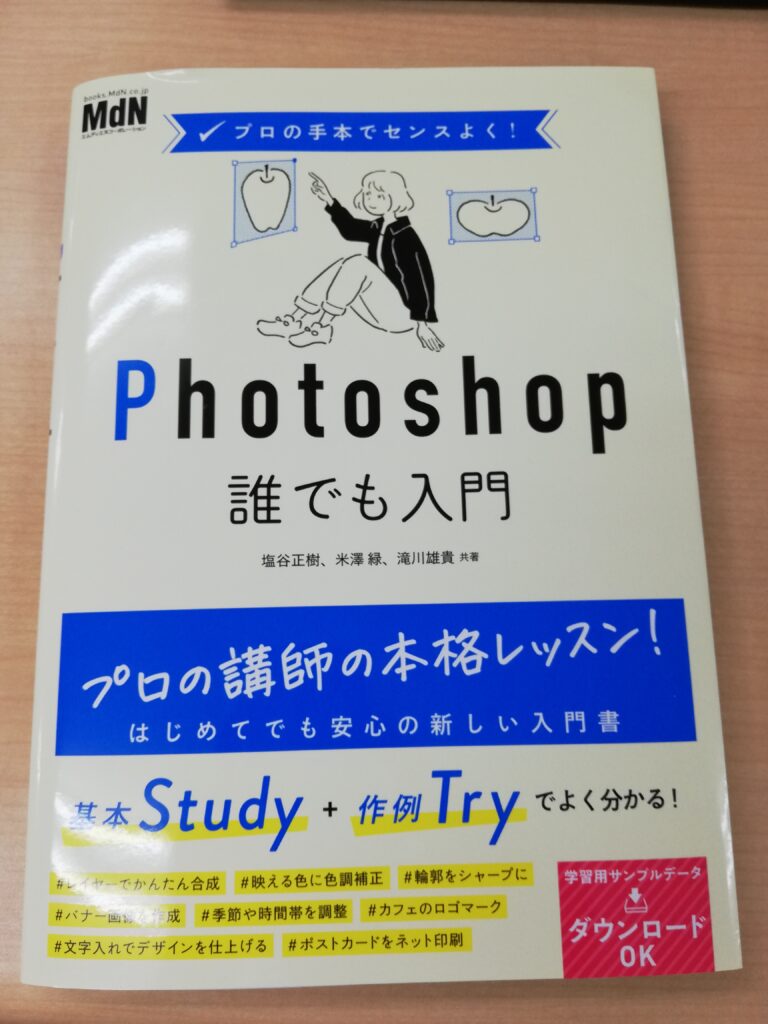 books.MdN.co.jp
MdN
エムディエヌコーポレーション
✓プロの手本でセンスよく！
Photoshop
誰でも入門
塩谷正樹、米澤 緑、滝川雄貴 共著
プロの講師の本格レッスン！
はじめてでも安心の新しい入門書
基本Study + 作例Tryでよく分かる！
#レイヤーでかんたん合成 #映える色に色調補正 #輪郭をシャープに
#バナー画像を作成 #季節や時間帯を調整 #カフェのロゴマーク
#文字入れでデザインを仕上げる #ポストカードをネット印刷
学習用サンプルデータ
ダウンロード
OK